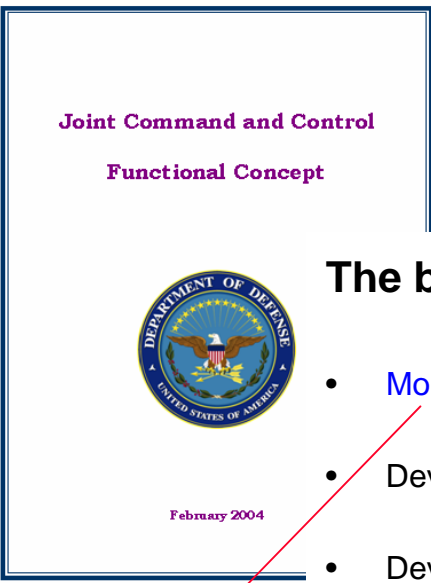 Joint Command and Control
Functional Concept
DEPARTMENT OF DEFENSE
UNITED STATES OF AMERICA
February 2004
The b
• Mo
• Dev
• Dev